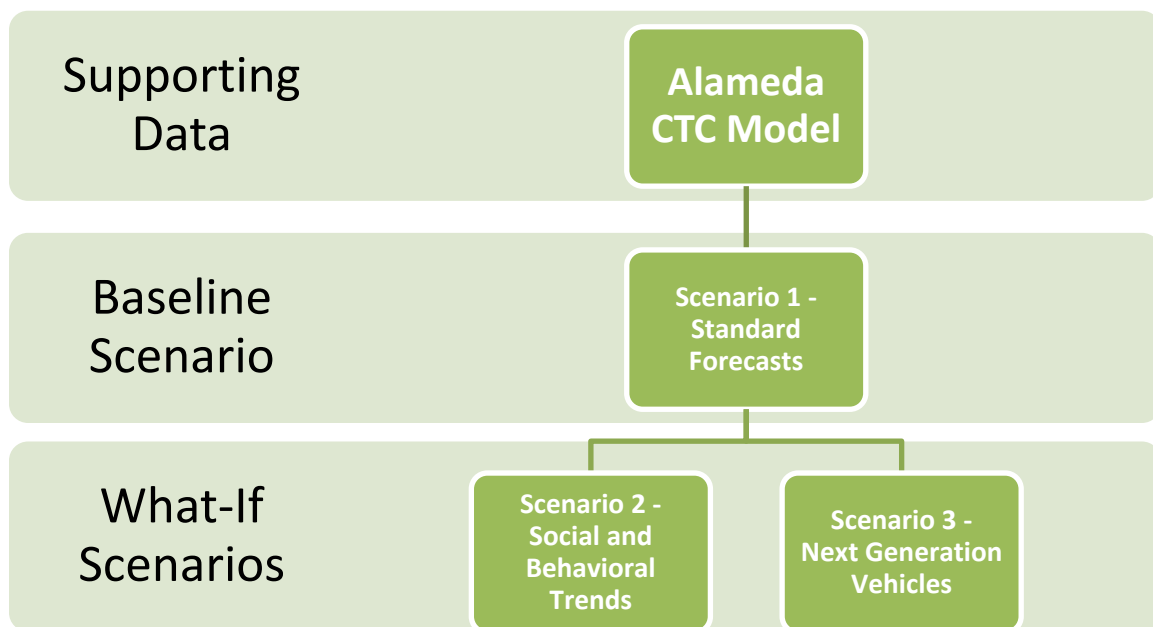 Supporting
Data
Alameda
CTC Model
Baseline
Scenario
Scenario 1 -
Standard
Forecasts
What-If
Scenarios
Scenario 2 -
Social and
Behavioral
Trends
Scenario 3 -
Next Generation
Vehicles